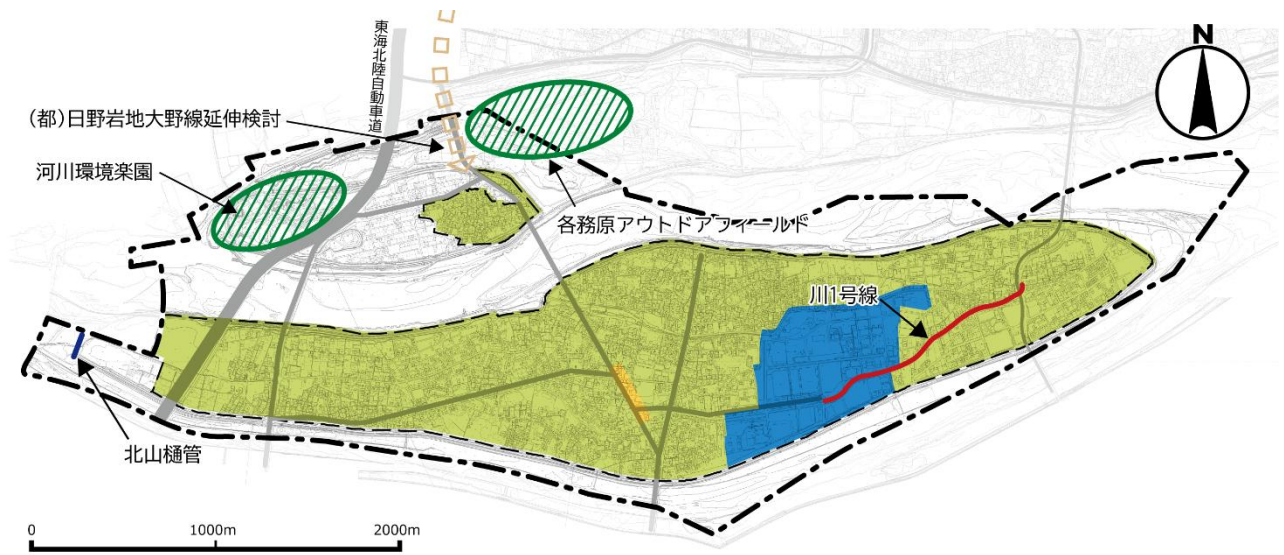 東海北陸自動車道
N
(都)日野岩地大野線延伸検討
河川環境楽園
各務原アウトドアフィールド
川1号線
北山樋管
0 1000m 2000m